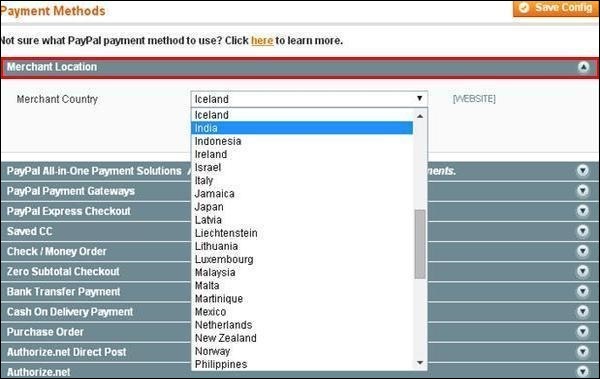 Payment Methods
Save Config
Not sure what PayPal payment method to use? Click here to learn more.
Merchant Location
Merchant Country
Iceland
[WEBSITE]
Iceland
India
Indonesia
Ireland
Israel
Italy
Jamaica
Japan
Latvia
Liechtenstein
Lithuania
Luxembourg
Malaysia
Malta
Martinique
Mexico
Netherlands
New Zealand
Norway
Philippines
PayPal All-in-One Payment Solutions
PayPal Payment Gateways
PayPal Express Checkout
Saved CC
Check / Money Order
Zero Subtotal Checkout
Bank Transfer Payment
Cash On Delivery Payment
Purchase Order
Authorize.net Direct Post
Authorize.net